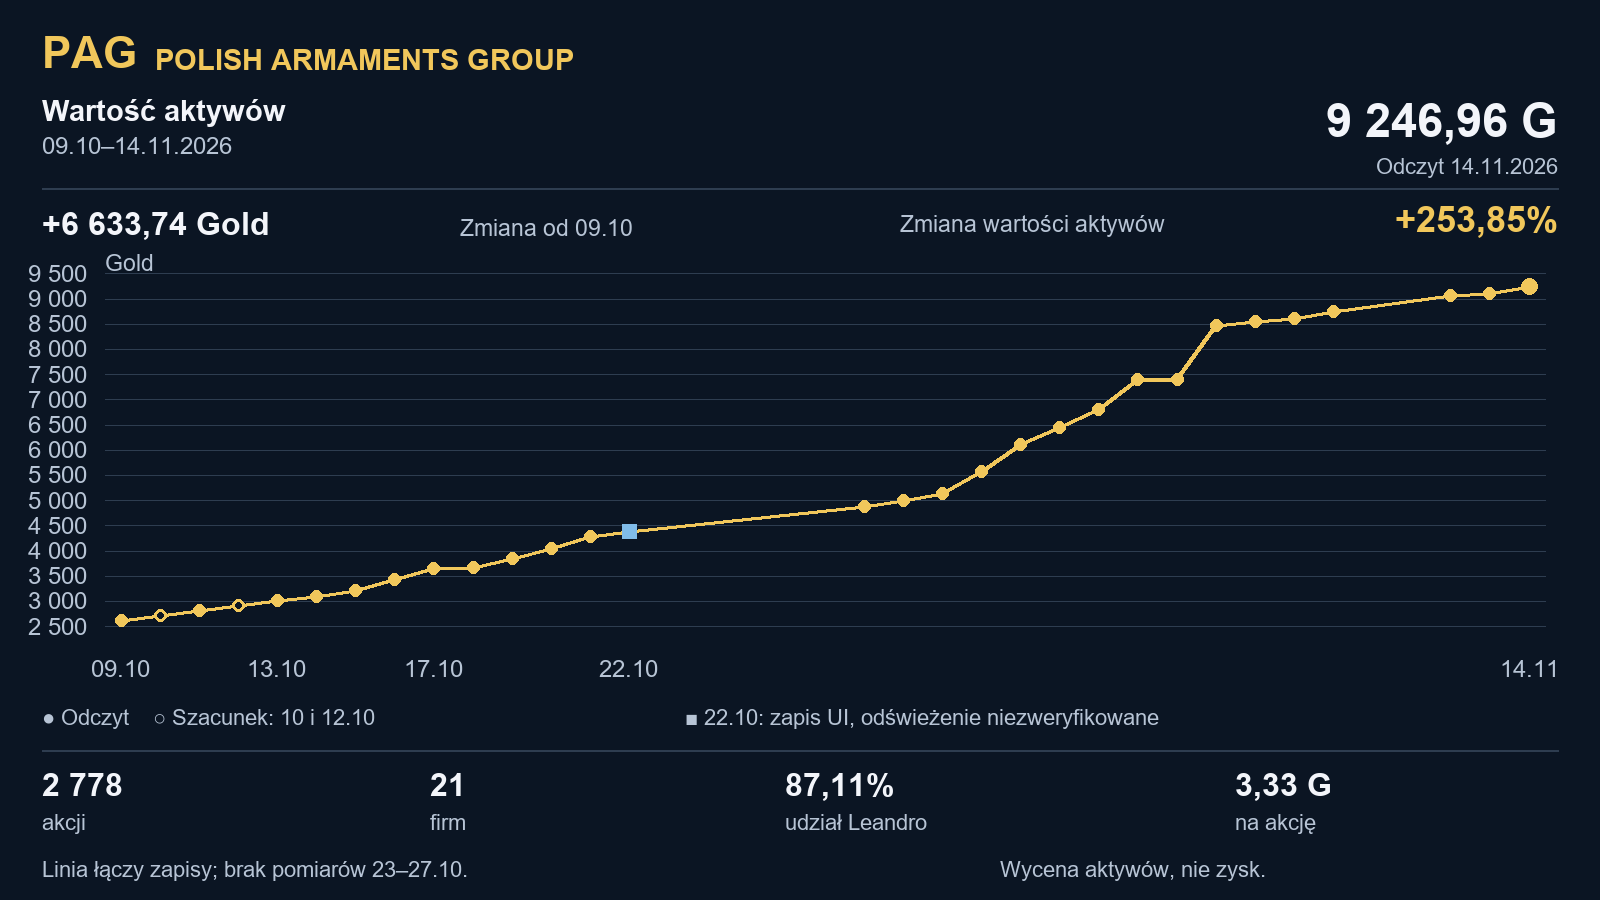 PAG POLISH ARMAMENTS GROUP
Wartość aktywów
09.10–14.11.2026
9 246,96 G
Odczyt 14.11.2026
+6 633,74 Gold
Zmiana od 09.10
Zmiana wartości aktywów
+253,85%
Gold
9 500
9 000
8 500
8 000
7 500
7 000
6 500
6 000
5 500
5 000
4 500
4 000
3 500
3 000
2 500
09.10 13.10 17.10 22.10 14.11
● Odczyt ○ Szacunek: 10 i 12.10 ■ 22.10: zapis UI, odświeżenie niezweryfikowane
2 778
akcji
21
firm
87,11%
udział Leandro
3,33 G
na akcję
Linia łączy zapisy; brak pomiarów 23–27.10.
Wycena aktywów, nie zysk.